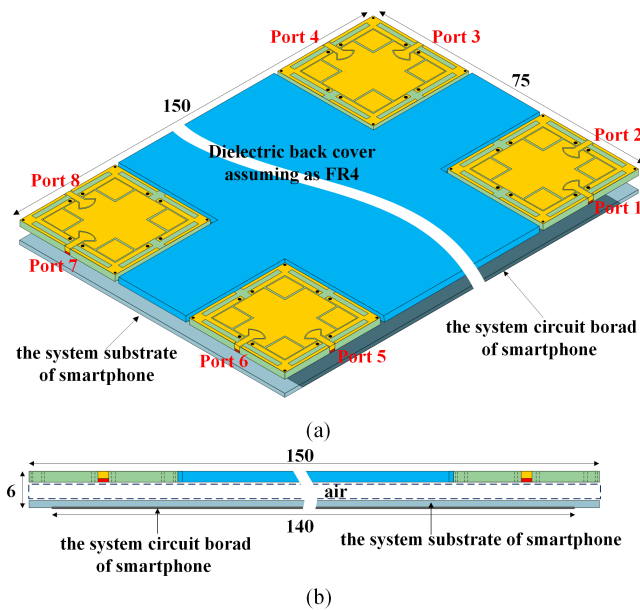 Port 4
Port 3
150
75
Port 2
Dielectric back cover
assuming as FR4
Port 8
Port 1
Port 7
the system circuit borad
of smartphone
the system substrate
of smartphone
Port 6
Port 5
(a)
150
6
air
140
the system circuit borad
of smartphone
the system substrate of smartphone
(b)